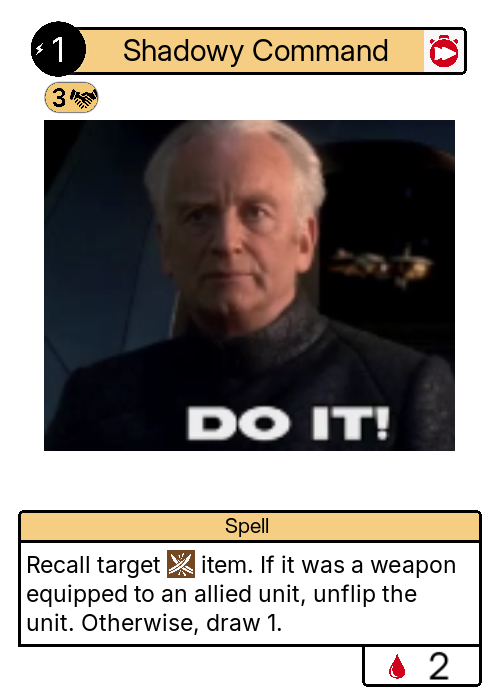 1
Shadowy Command
3
DO IT!
Spell
Recall target item. If it was a weapon
equipped to an allied unit, unflip the
unit. Otherwise, draw 1.
2